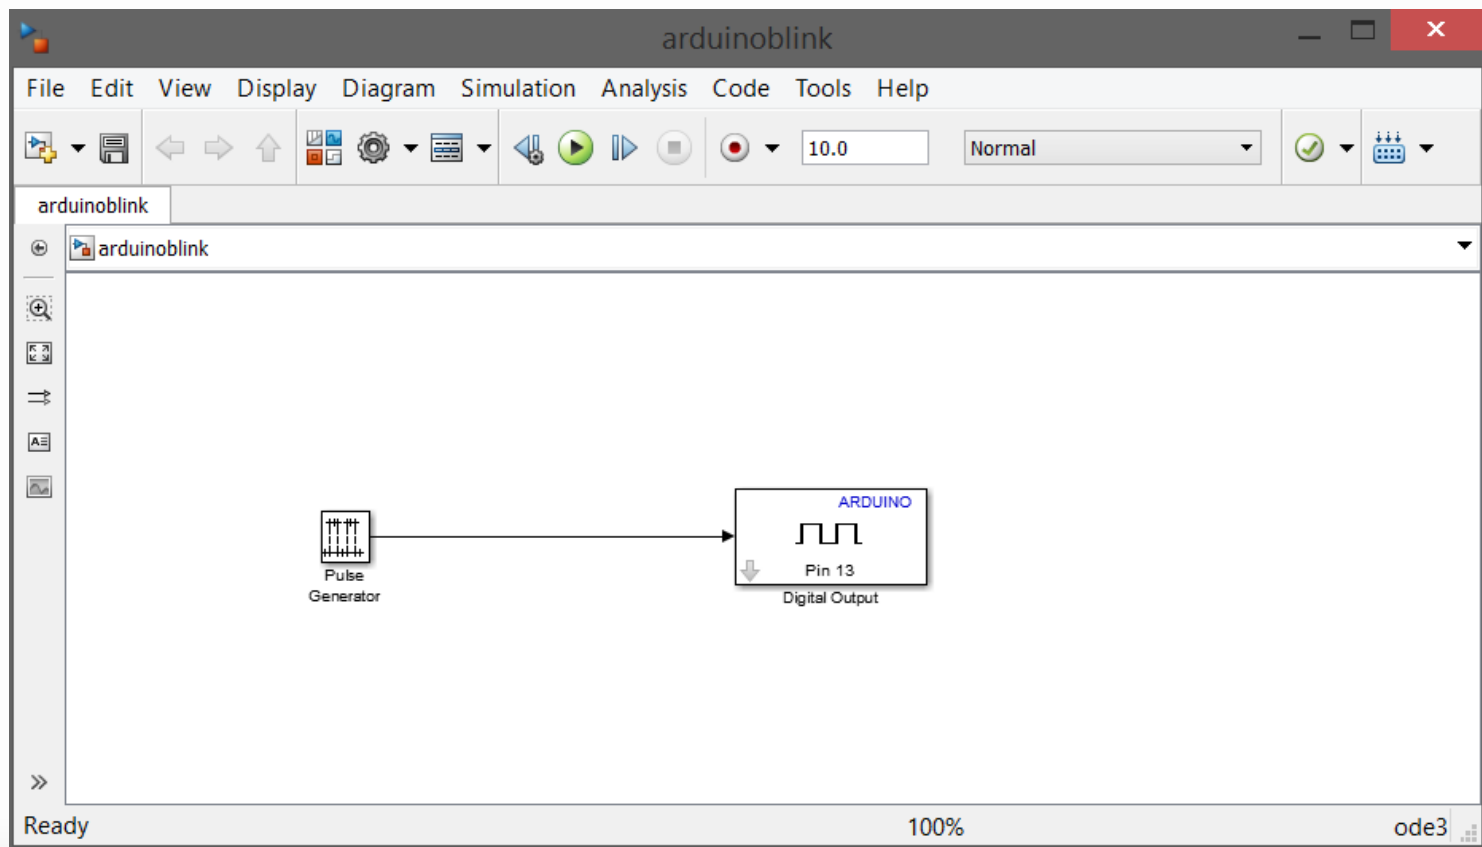 arduinoblink
File Edit View Display Diagram Simulation Analysis Code Tools Help
10.0 Normal
arduinoblink
arduinoblink
ARDUINO
Pin 13
Digital Output
Pulse
Generator
Ready 100% ode3